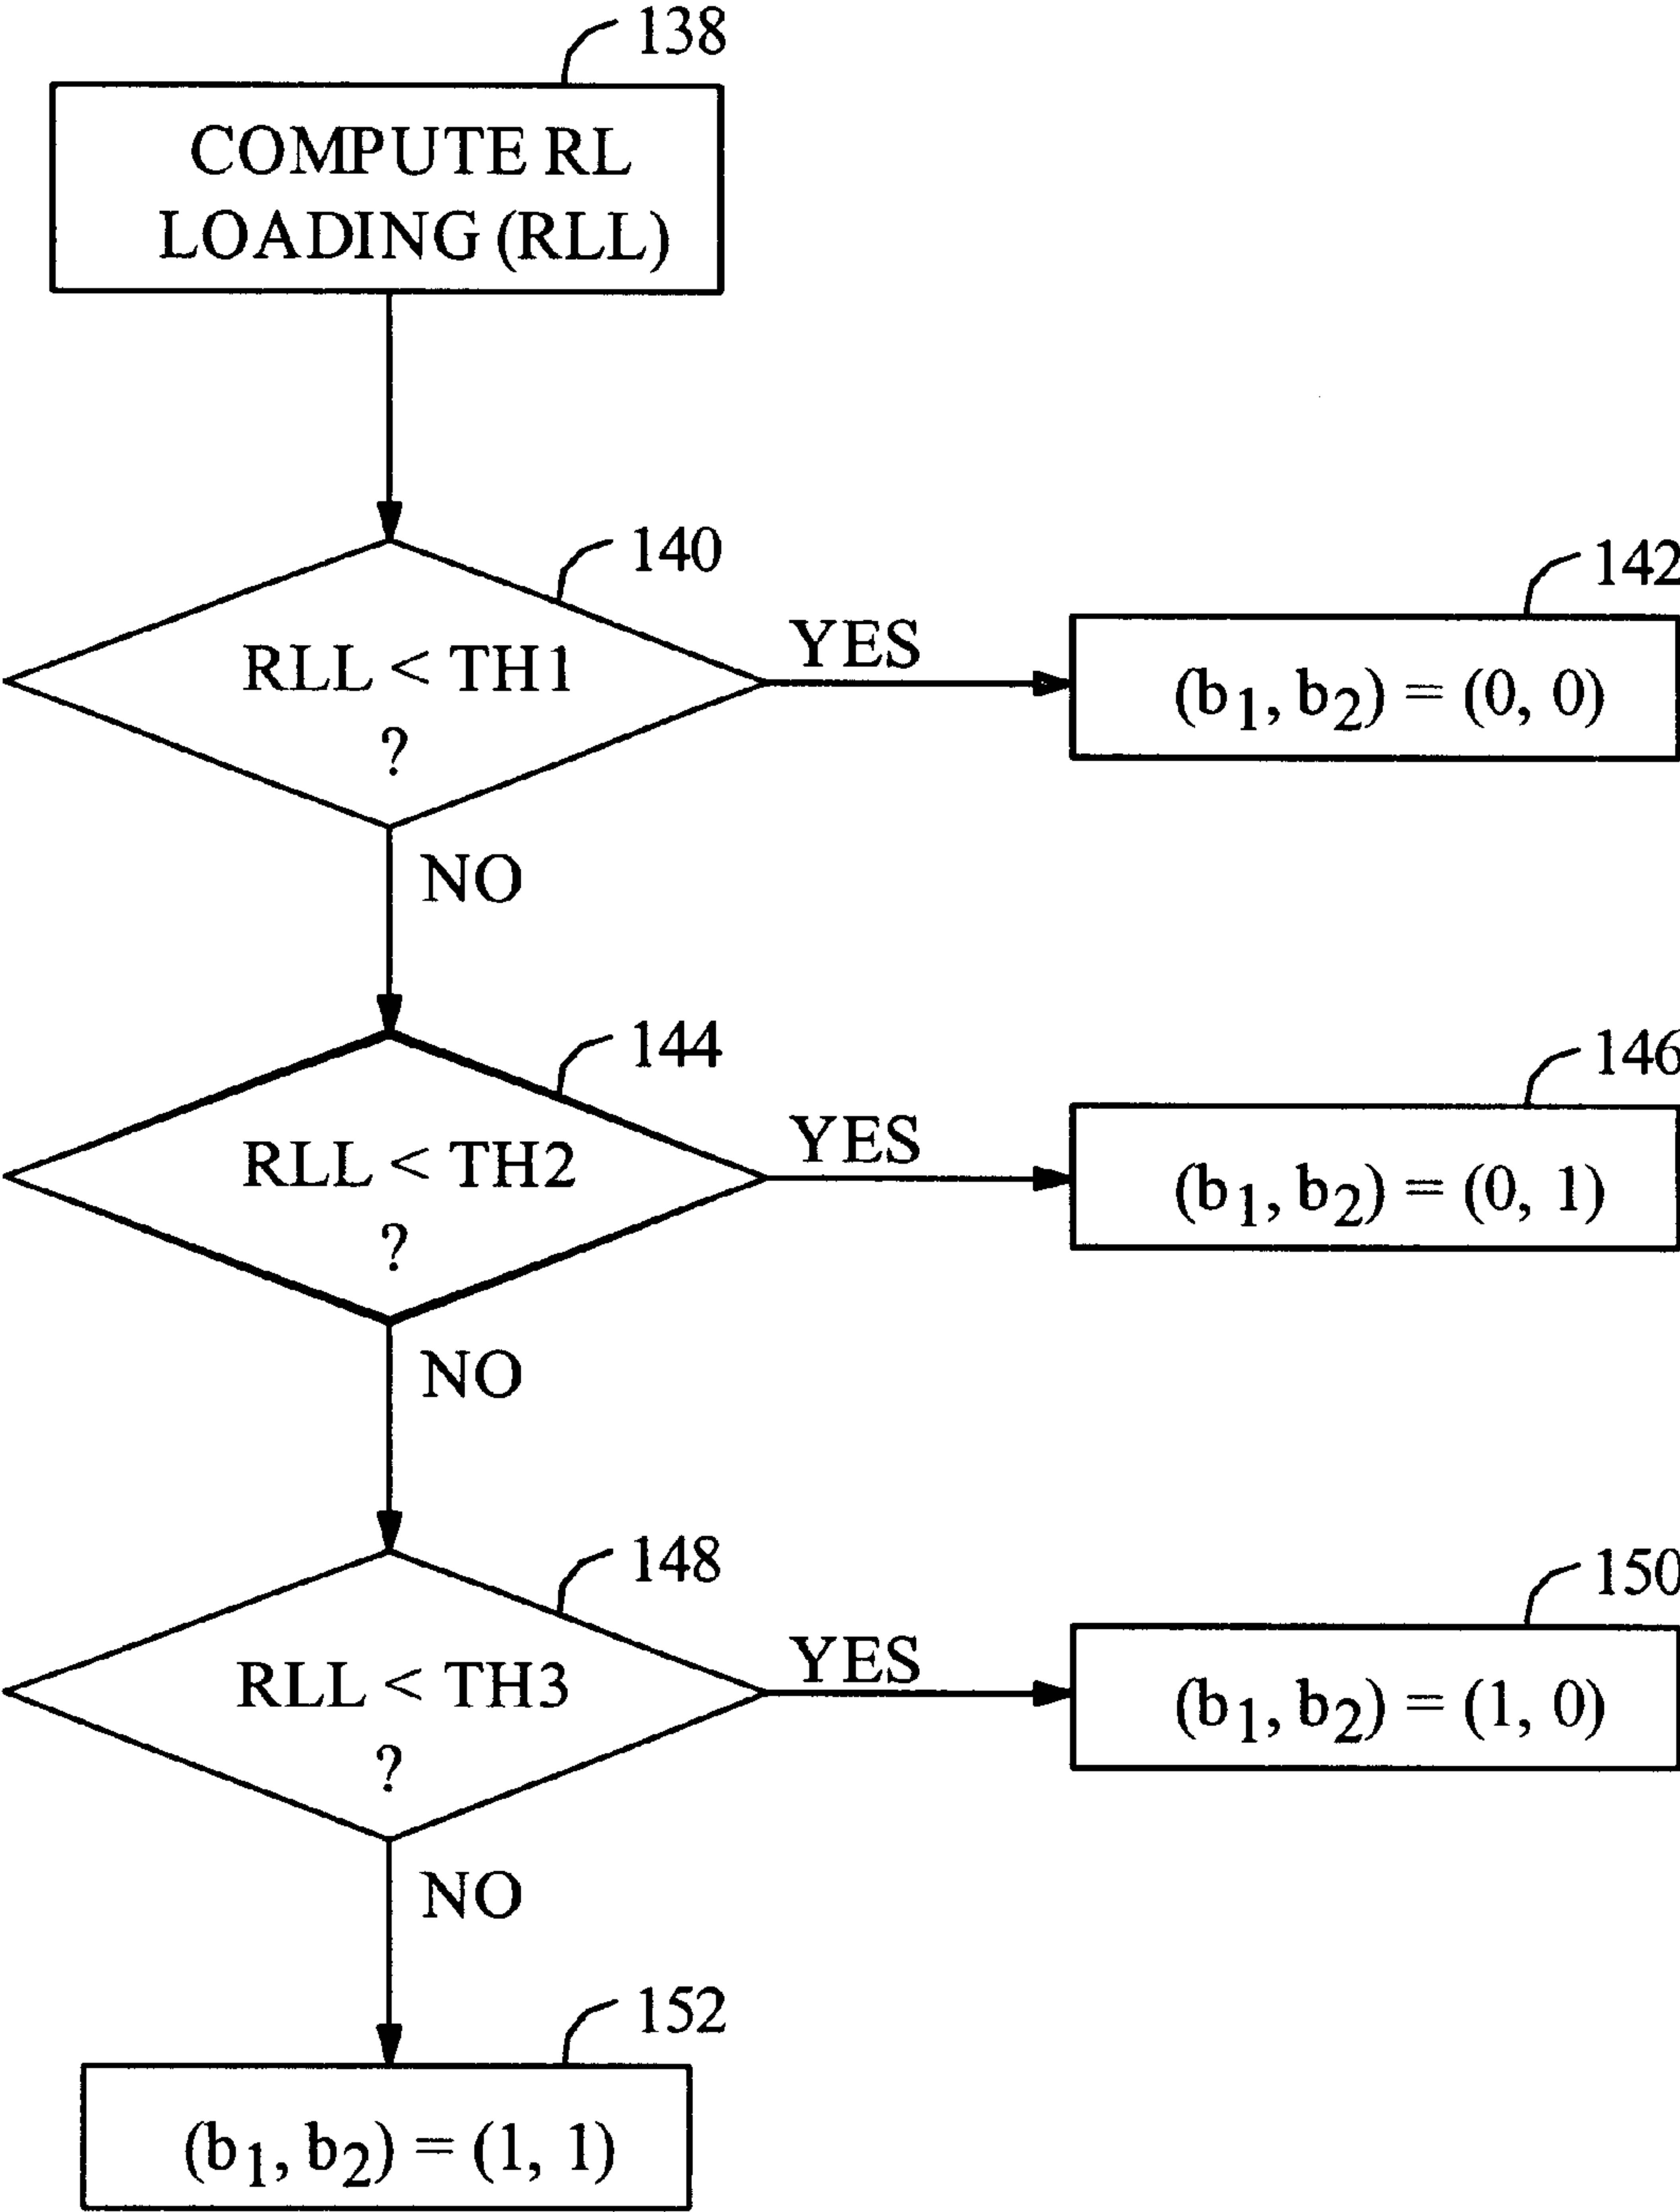 138
COMPUTE RL
LOADING (RLL)
140
RLL < TH1
?
YES
142
(b1, b2) = (0, 0)
NO
144
RLL < TH2
?
YES
146
(b1, b2) = (0, 1)
NO
148
RLL < TH3
?
YES
150
(b1, b2) = (1, 0)
NO
152
(b1, b2) = (1, 1)